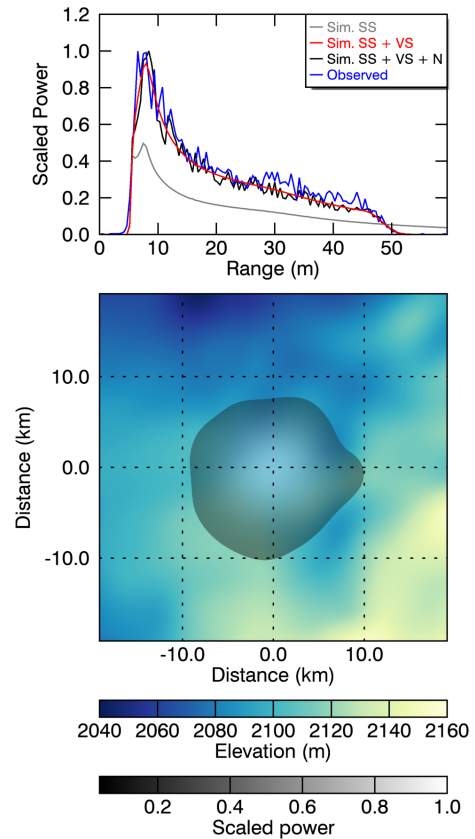 1.2
1.0
0.8
0.6
0.4
0.2
0.0
Scaled Power
Sim. SS
Sim. SS + VS
Sim. SS + VS + N
Observed
0 10 20 30 40 50
Range (m)
10.0
0.0
-10.0
Distance (km)
-10.0 0.0 10.0
Distance (km)
2040 2060 2080 2100 2120 2140 2160
Elevation (m)
0.2 0.4 0.6 0.8 1.0
Scaled power